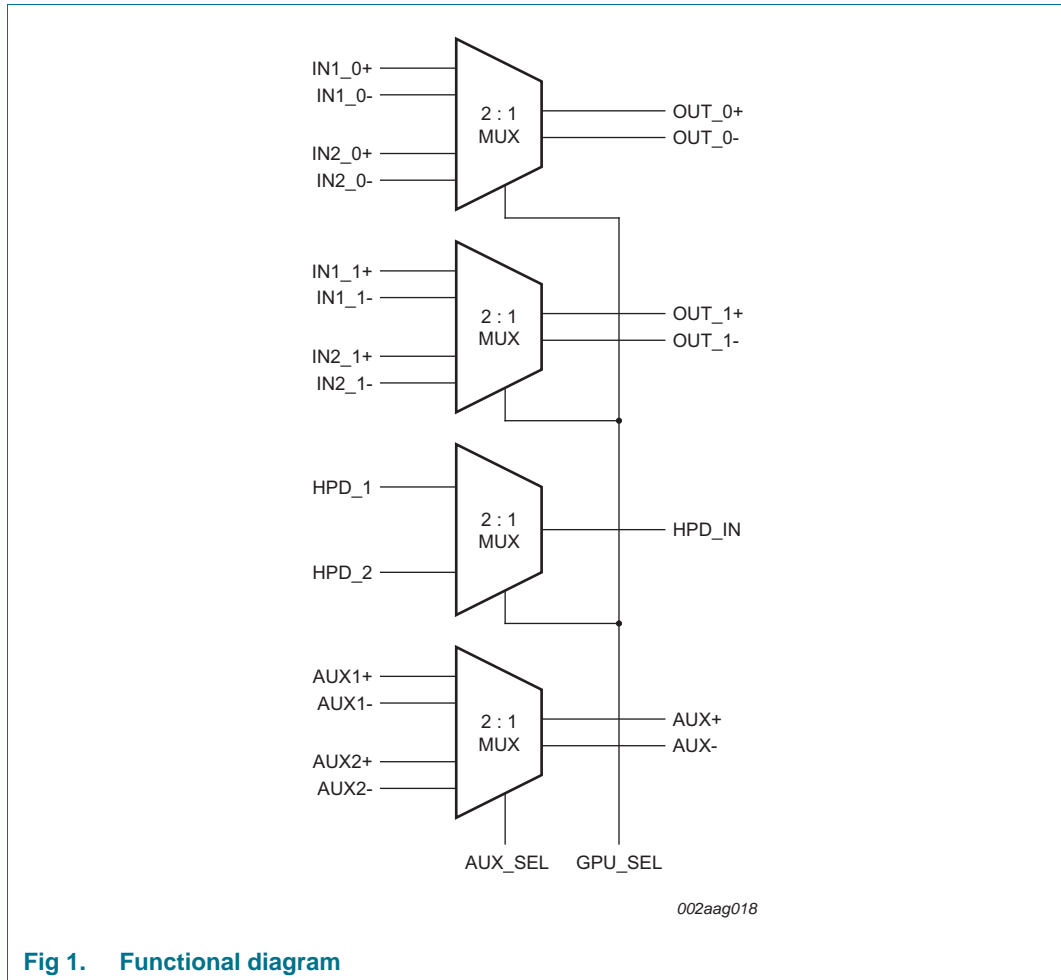 IN1_0+
IN1_0-
IN2_0+
IN2_0-
2 : 1
MUX
OUT_0+
OUT_0-
IN1_1+
IN1_1-
IN2_1+
IN2_1-
2 : 1
MUX
OUT_1+
OUT_1-
HPD_1
HPD_2
2 : 1
MUX
HPD_IN
AUX1+
AUX1-
AUX2+
AUX2-
2 : 1
MUX
AUX+
AUX-
AUX_SEL GPU_SEL
002aag018
Fig 1. Functional diagram